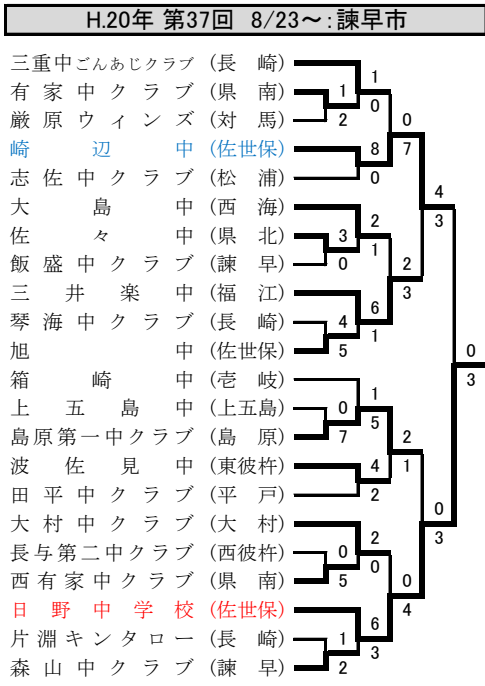 H.20年 第37回 8/23～:諫早市
三重中ごんあじクラブ (長 崎)
1
有家中クラブ (県 南)
1 0
厳原ウィンズ (対 馬)
2 0
崎辺中 (佐世保)
8 7
志佐中クラブ (松 浦)
0 4
大島中 (西 海)
2 3
佐々中 (県 北)
3 1
飯盛中クラブ (諫 早)
0 2
三井楽中 (福 江)
6 3
琴海中クラブ (長 崎)
4 1
旭中 (佐世保)
5 0
箱崎中 (壱 岐)
1 3
上五島中 (上五島)
0 5
島原第一中クラブ (島 原)
7 2
波佐見中 (東彼杵)
4 1
田平中クラブ (平 戸)
2 0
大村中クラブ (大 村)
2 3
長与第二中クラブ (西彼杵)
0 0
西有家中クラブ (県 南)
5 0
日野中学校 (佐世保)
6 4
片淵キンタロー (長 崎)
1 3
森山中クラブ (諫 早)
2